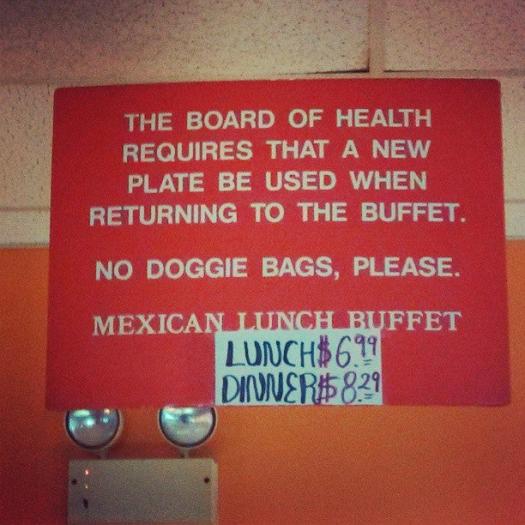 THE BOARD OF HEALTH
REQUIRES THAT A NEW
PLATE BE USED WHEN
RETURNING TO THE BUFFET.
NO DOGGIE BAGS, PLEASE.
MEXICAN LUNCH BUFFET
LUNCH $6.99
DINNER $8.29